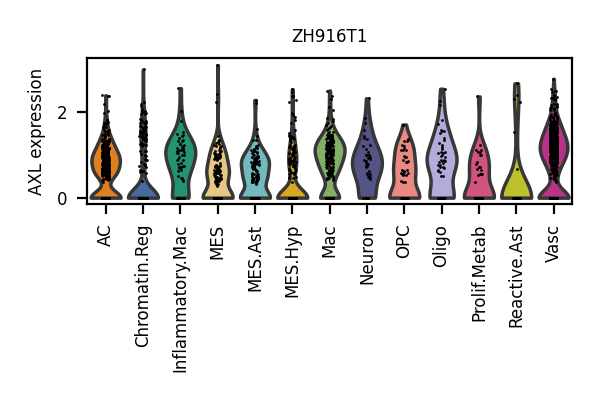 ZH916T1
AXL expression
2
0
AC
Chromatin.Reg
Inflammatory.Mac
MES
MES.Ast
MES.Hyp
Mac
Neuron
OPC
Oligo
Prolif.Metab
Reactive.Ast
Vasc